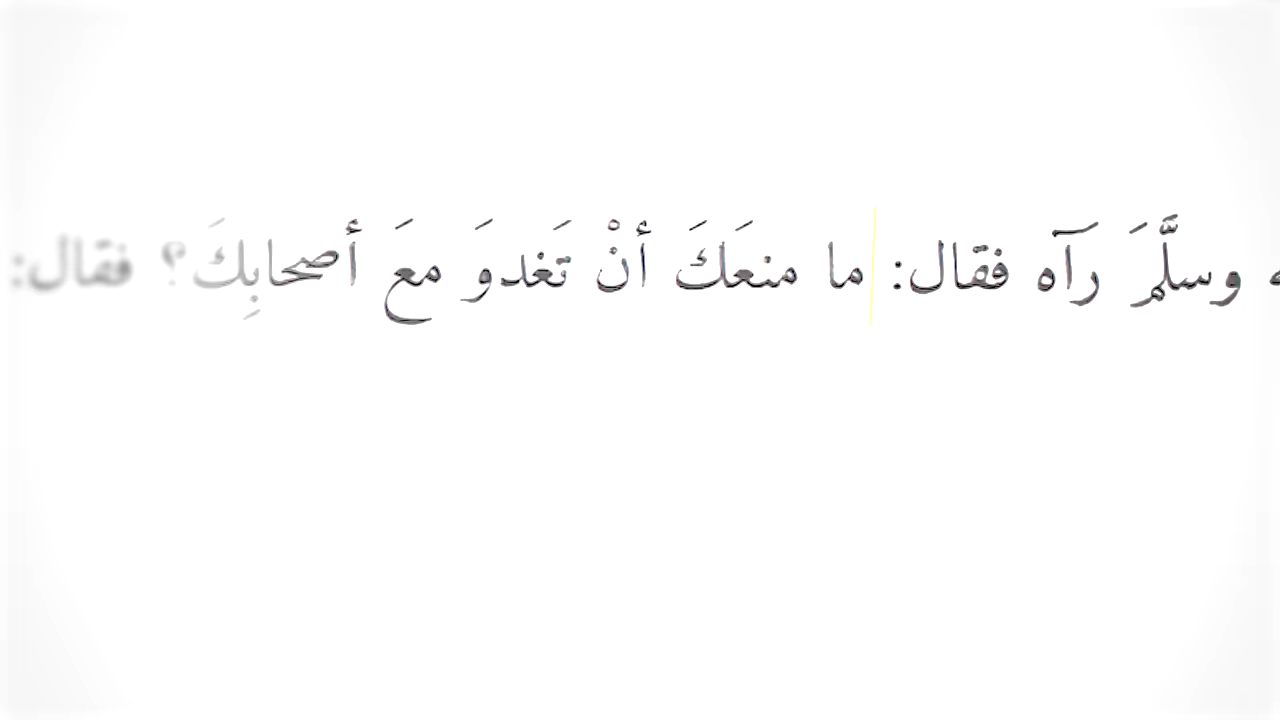 وسلَّمَ رآه فقال: ما منعَكَ أنْ تَغدوَ معَ أصحابِكَ؟ فقال: